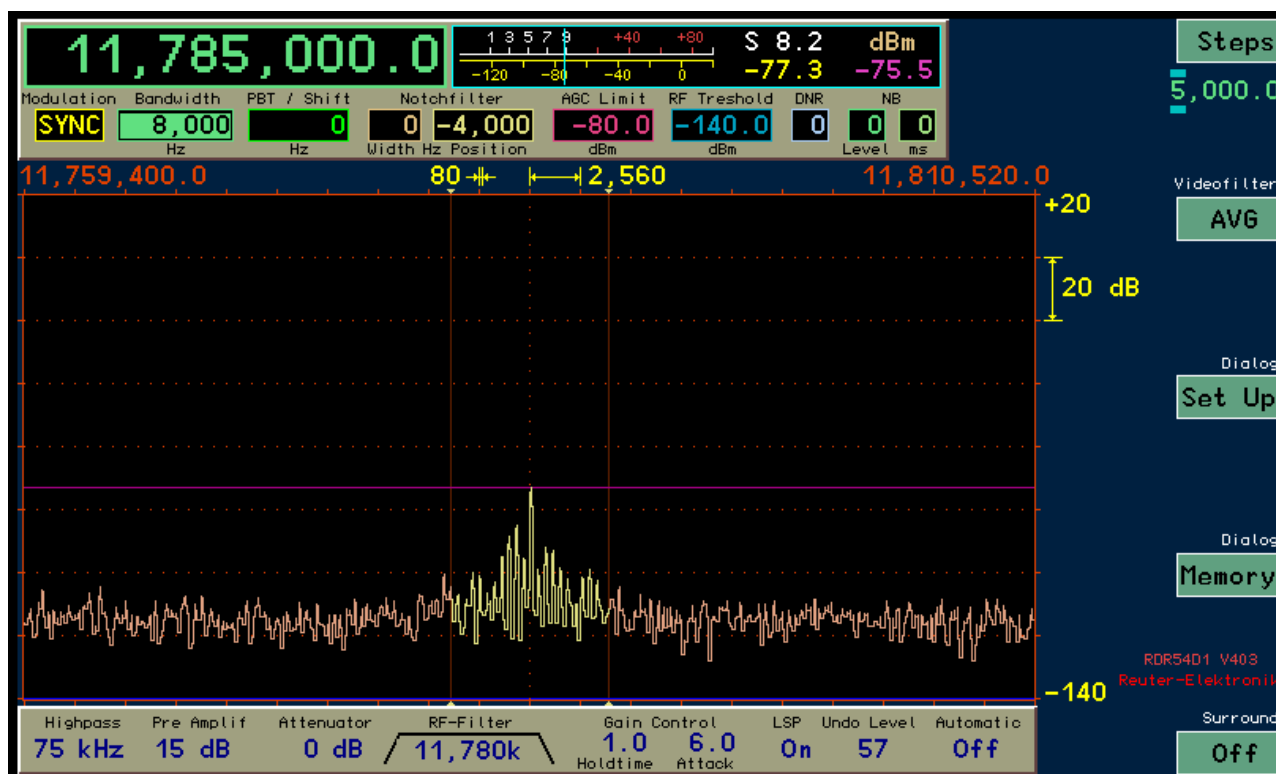 11,785,000.0
1 3 5 7 9 +40 +80
-120 -80 -40 0
S 8.2 dBm
-77.3 -75.5
Steps
5,000.0
Modulation Bandwidth PBT / Shift Notchfilter AGC Limit RF Treshold DNR NB
SYNC 8,000 0 0 -4,000 -80.0 -140.0 0 0 0
Hz Hz Width Hz Position dBm dBm Level ms
11,759,400.0 80 2,560 11,810,520.0
+20
20 dB
-140
Videofilter
AVG
Dialog
Set Up
Dialog
Memory
RDR54D1 V403
Reuter-Elektronik
Surround
Off
Highpass Pre Amplif Attenuator RF-Filter Gain Control LSP Undo Level Automatic
75 kHz 15 dB 0 dB 11,780k 1.0 6.0 On 57 Off
Holdtime Attack